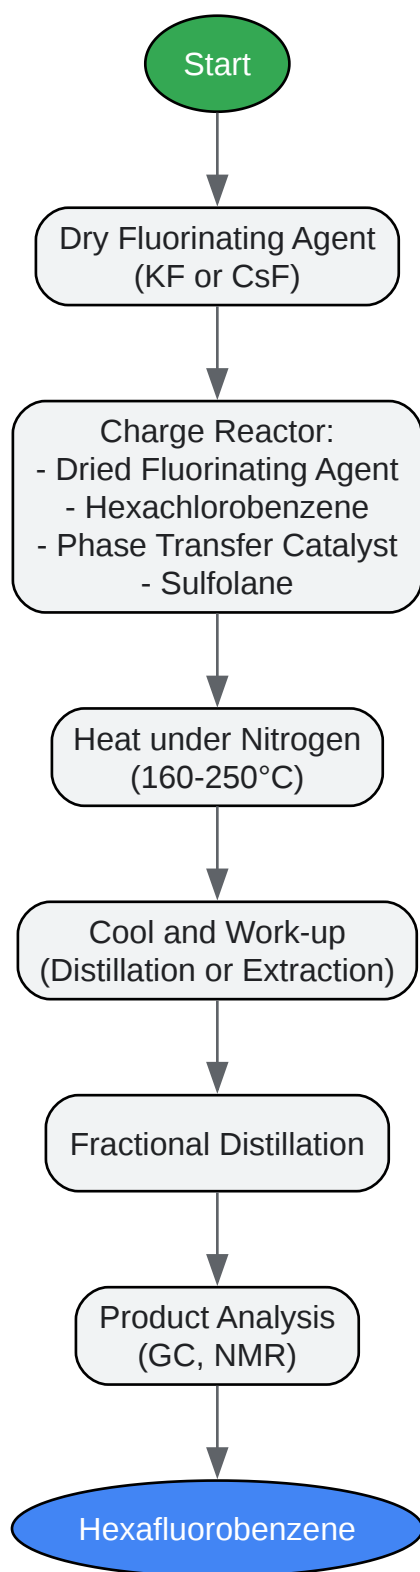 Start
Dry Fluorinating Agent
(KF or CsF)
Charge Reactor:
- Dried Fluorinating Agent
- Hexachlorobenzene
- Phase Transfer Catalyst
- Sulfolane
Heat under Nitrogen
(160-250°C)
Cool and Work-up
(Distillation or Extraction)
Fractional Distillation
Product Analysis
(GC, NMR)
Hexafluorobenzene